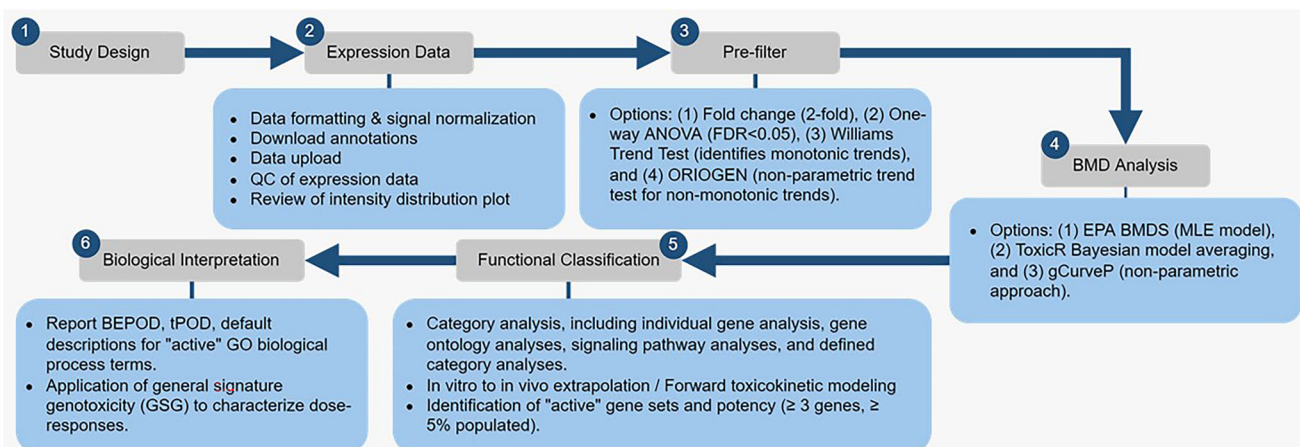 1
Study Design
2
Expression Data
3
Pre-filter
• Data formatting & signal normalization
• Download annotations
• Data upload
• QC of expression data
• Review of intensity distribution plot
• Options: (1) Fold change (2-fold), (2) One-
way ANOVA (FDR<0.05), (3) Williams
Trend Test (identifies monotonic trends),
and (4) ORIOGEN (non-parametric trend
test for non-monotonic trends).
4
BMD Analysis
• Options: (1) EPA BMDS (MLE model),
(2) ToxicR Bayesian model averaging,
and (3) gCurveP (non-parametric
approach).
5
Functional Classification
• Category analysis, including individual gene analysis, gene
ontology analyses, signaling pathway analyses, and defined
category analyses.
• In vitro to in vivo extrapolation / Forward toxicokinetic modeling
• Identification of "active" gene sets and potency (≥ 3 genes, ≥
5% populated).
6
Biological Interpretation
• Report BEPOD, tPOD, default
descriptions for "active" GO biological
process terms.
• Application of general signature
genotoxicity (GSG) to characterize dose-
responses.